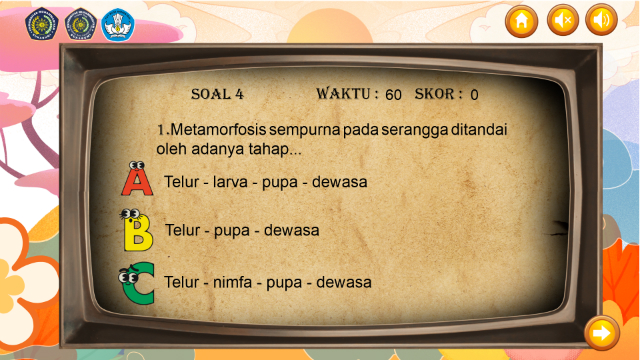 SOAL 4 WAKTU : 60 SKOR : 0
1.Metamorfosis sempurna pada serangga ditandai
oleh adanya tahap...
A Telur - larva - pupa - dewasa
B Telur - pupa - dewasa
C Telur - nimfa - pupa - dewasa